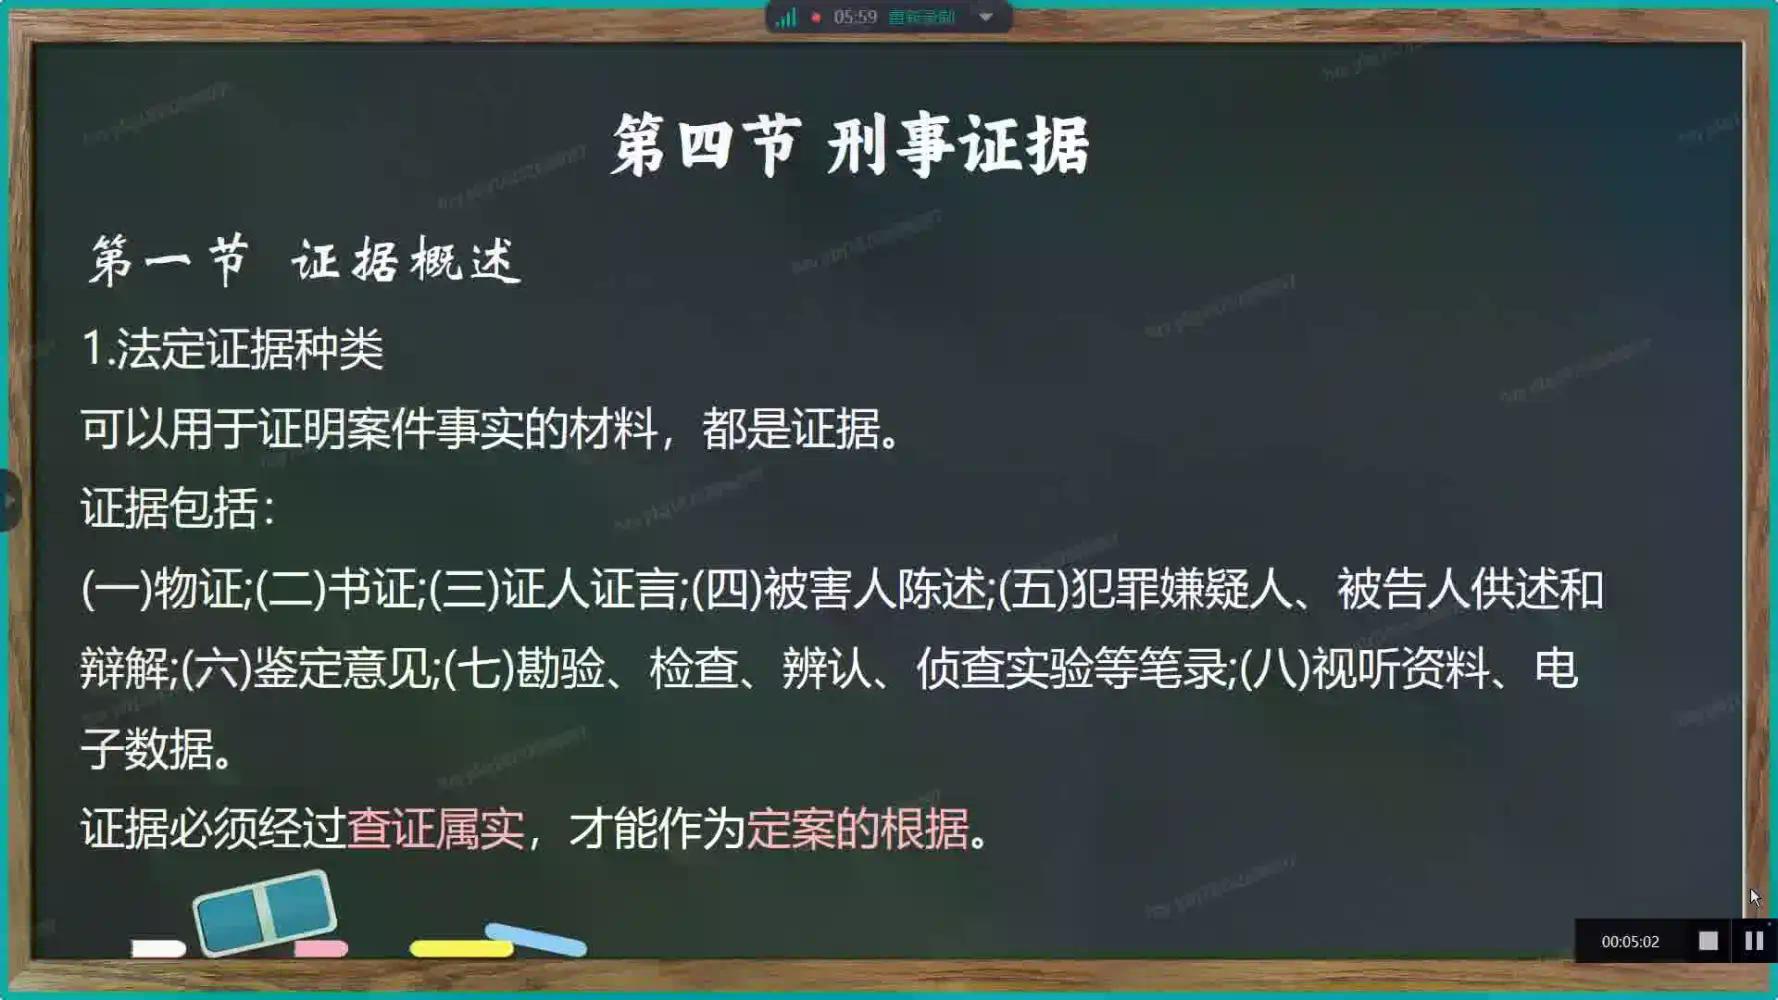 05:59
第四节 刑事证据
第一节 证据概述
1.法定证据种类
可以用于证明案件事实的材料，都是证据。
证据包括：
(一)物证;(二)书证;(三)证人证言;(四)被害人陈述;(五)犯罪嫌疑人、被告人供述和
辩解;(六)鉴定意见;(七)勘验、检查、辨认、侦查实验等笔录;(八)视听资料、电
子数据。
证据必须经过查证属实，才能作为定案的根据。
00:05:02